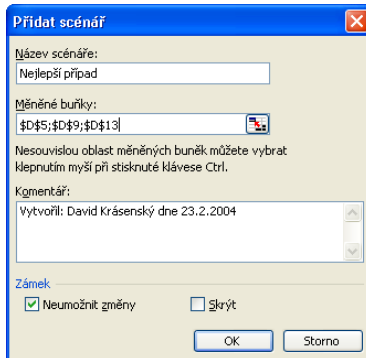 Přidat scénář
Název scénáře:
Nejlepší případ
Měněné buňky:
$D$5;$D$9;$D$13
Nesouvislou oblast měněných buněk můžete vybrat
klepnutím myší při stisknuté klávese Ctrl.
Komentář:
Vytvořil: David Krásenský dne 23.2.2004
Zámek
Neumožnit změny
Skrýt
OK
Storno